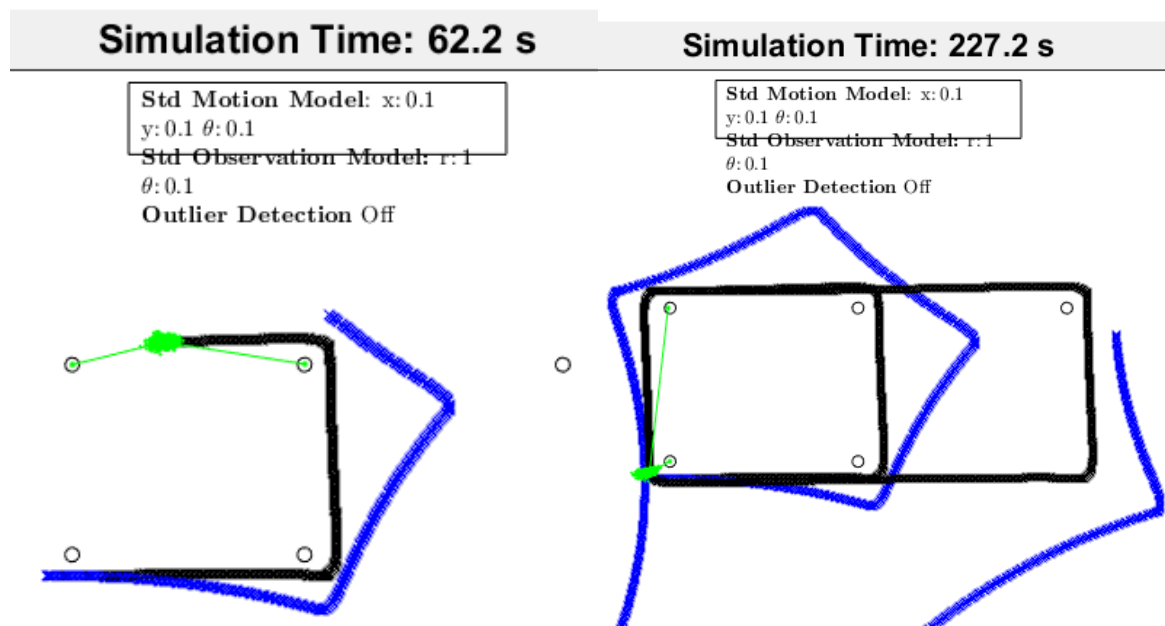 Simulation Time: 62.2 s
Std Motion Model: x: 0.1
y: 0.1 θ: 0.1
Std Observation Model: r: 1
θ: 0.1
Outlier Detection Off
Simulation Time: 227.2 s
Std Motion Model: x: 0.1
y: 0.1 θ: 0.1
Std Observation Model: r: 1
θ: 0.1
Outlier Detection Off